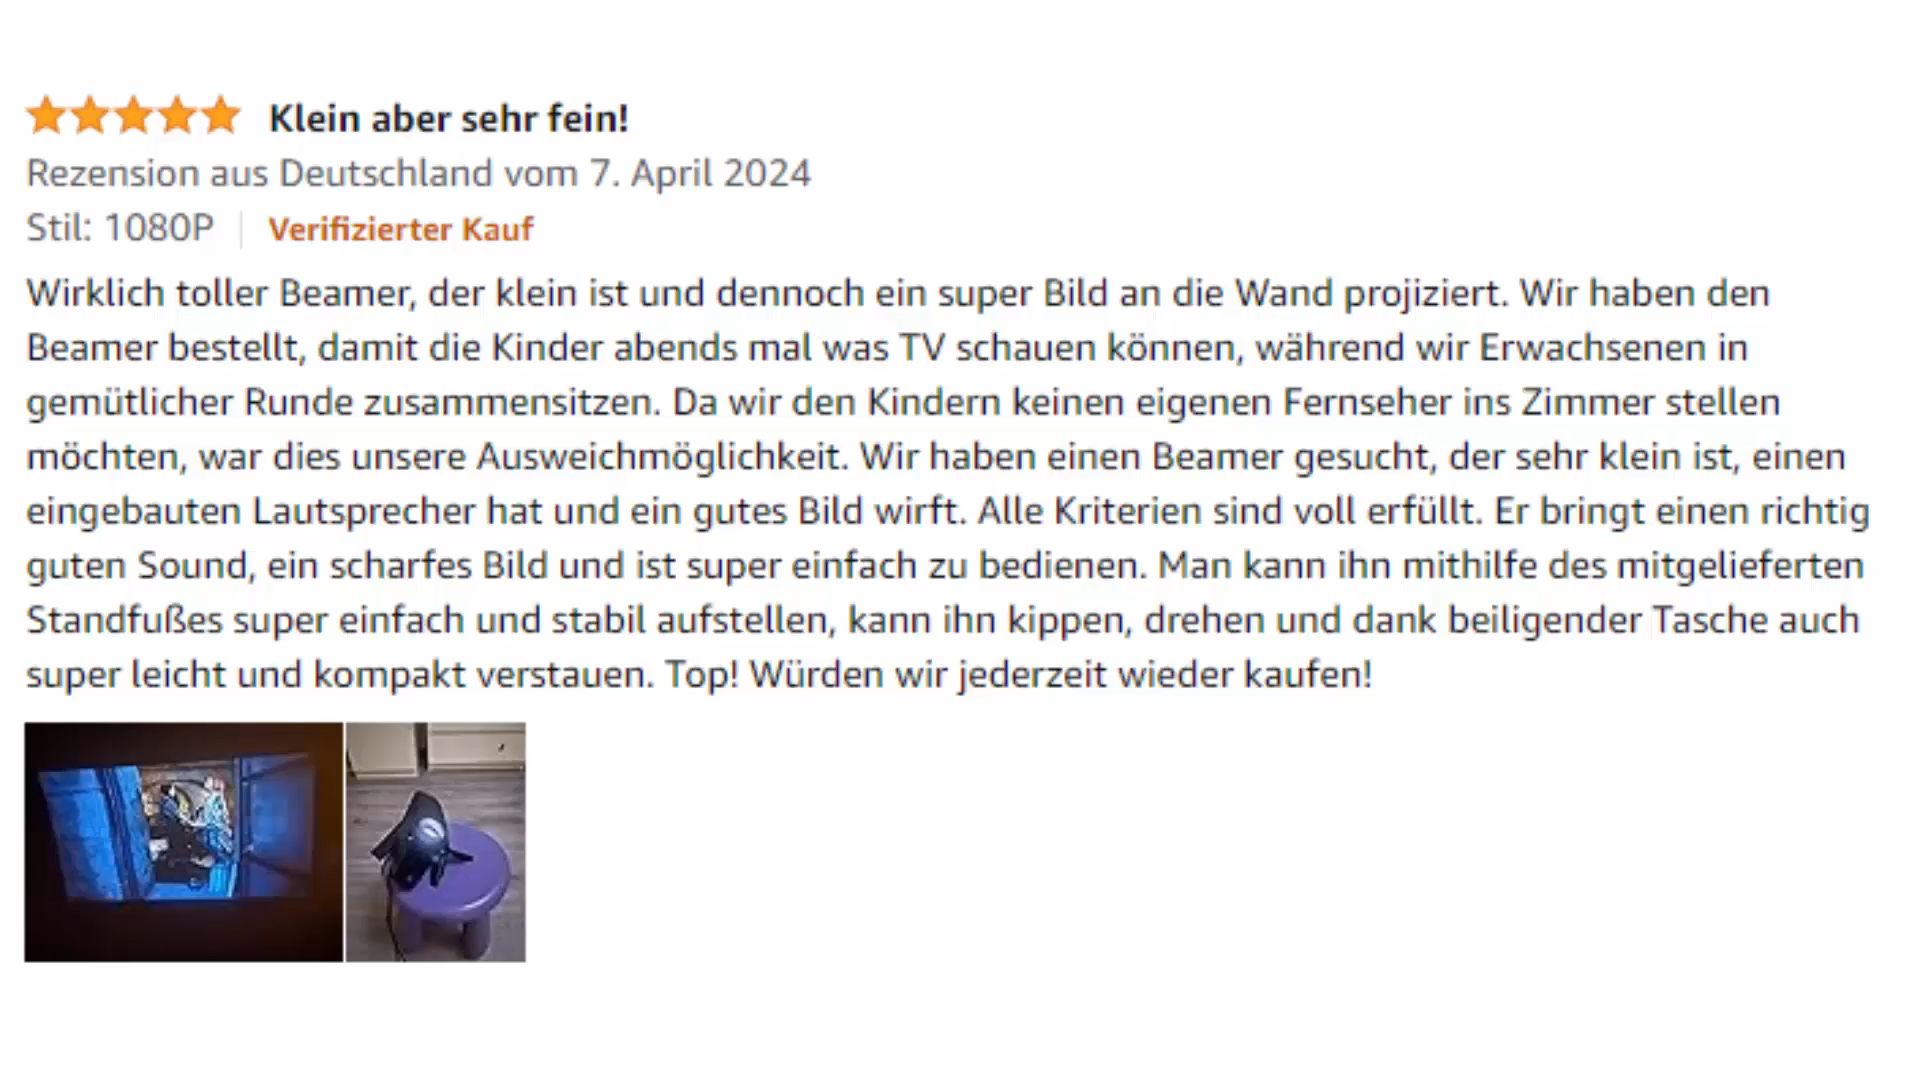 Klein aber sehr fein!
Rezension aus Deutschland vom 7. April 2024
Stil: 1080P | Verifizierter Kauf
Wirklich toller Beamer, der klein ist und dennoch ein super Bild an die Wand projiziert. Wir haben den
Beamer bestellt, damit die Kinder abends mal was TV schauen können, während wir Erwachsenen in
gemütlicher Runde zusammensitzen. Da wir den Kindern keinen eigenen Fernseher ins Zimmer stellen
möchten, war dies unsere Ausweichmöglichkeit. Wir haben einen Beamer gesucht, der sehr klein ist, einen
eingebauten Lautsprecher hat und ein gutes Bild wirft. Alle Kriterien sind voll erfüllt. Er bringt einen richtig
guten Sound, ein scharfes Bild und ist super einfach zu bedienen. Man kann ihn mithilfe des mitgelieferten
Standfußes super einfach und stabil aufstellen, kann ihn kippen, drehen und dank beiligender Tasche auch
super leicht und kompakt verstauen. Top! Würden wir jederzeit wieder kaufen!